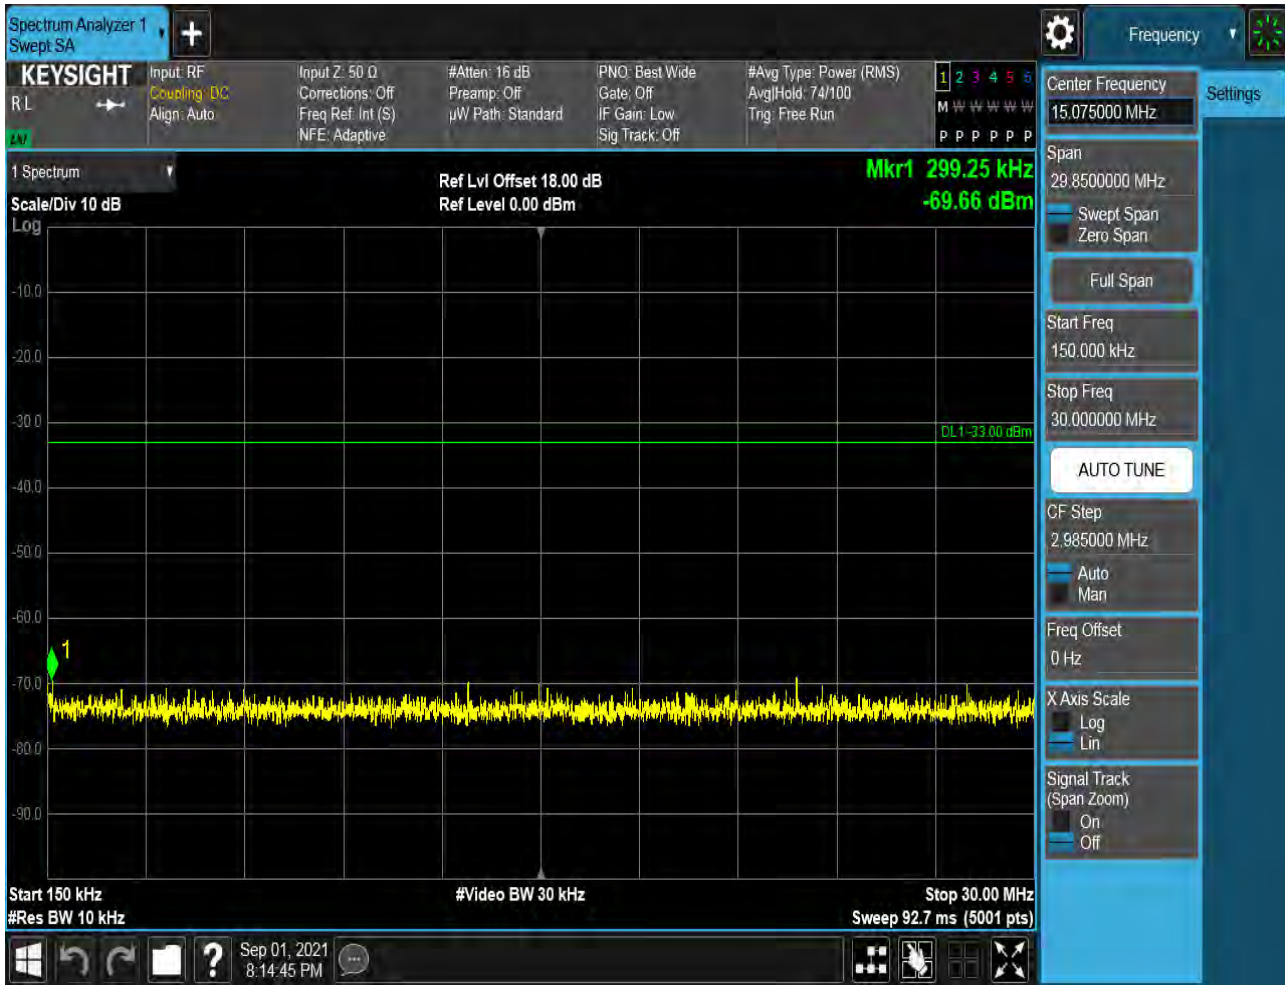 Spectrum Analyzer 1
Swept SA
Frequency
KEYSIGHT
R L
Input: RF
Coupling: DC
Align: Auto
Input Z: 50 Ω
Corrections: Off
Freq Ref: Int (S)
NFE: Adaptive
#Atten: 16 dB
Preamp: Off
µW Path: Standard
PNO: Best Wide
Gate: Off
IF Gain: Low
Sig Track: Off
#Avg Type: Power (RMS)
Avg|Hold: 74/100
Trig: Free Run
1 2 3 4 5 6
M W W W W W
P P P P P P
1 Spectrum
Scale/Div 10 dB
Log
Ref Lvl Offset 18.00 dB
Ref Level 0.00 dBm
Mkr1 299.25 kHz
-69.66 dBm
-10.0
-20.0
-30.0
DL1 -33.00 dBm
-40.0
-50.0
-60.0
1
-70.0
-80.0
-90.0
Start 150 kHz
#Video BW 30 kHz
Stop 30.00 MHz
#Res BW 10 kHz
Sweep 92.7 ms (5001 pts)
?
Sep 01, 2021
8:14:45 PM
Center Frequency
15.075000 MHz
Settings
Span
29.8500000 MHz
Swept Span
Zero Span
Full Span
Start Freq
150.000 kHz
Stop Freq
30.000000 MHz
AUTO TUNE
CF Step
2.985000 MHz
Auto
Man
Freq Offset
0 Hz
X Axis Scale
Log
Lin
Signal Track
(Span Zoom)
On
Off